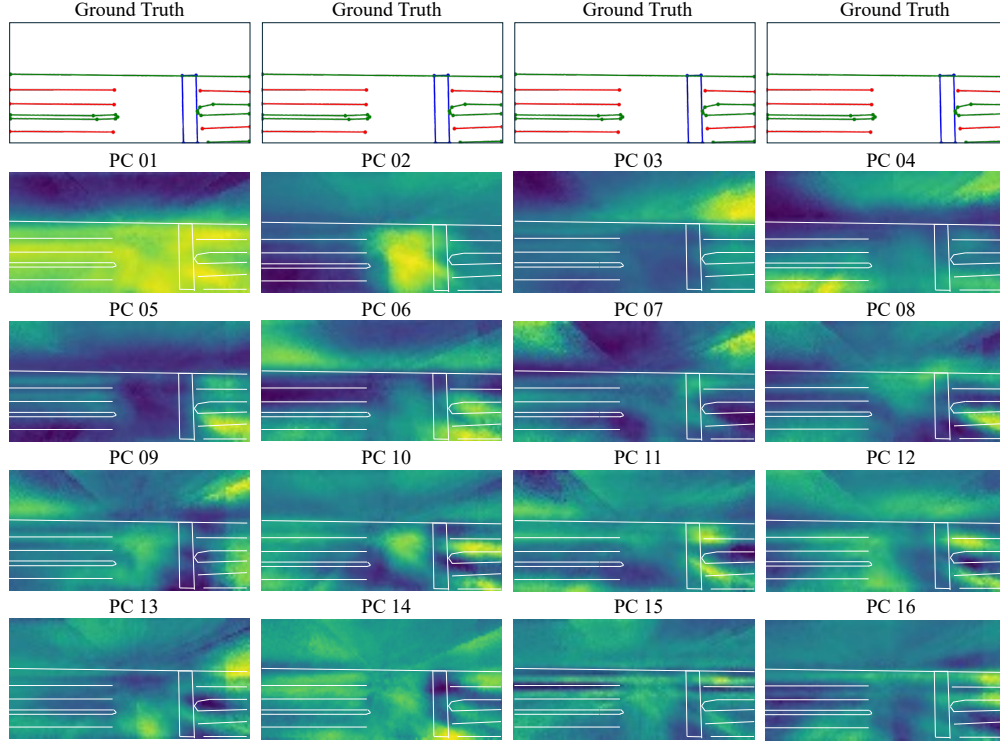 Ground Truth Ground Truth Ground Truth Ground Truth
PC 01 PC 02 PC 03 PC 04
PC 05 PC 06 PC 07 PC 08
PC 09 PC 10 PC 11 PC 12
PC 13 PC 14 PC 15 PC 16